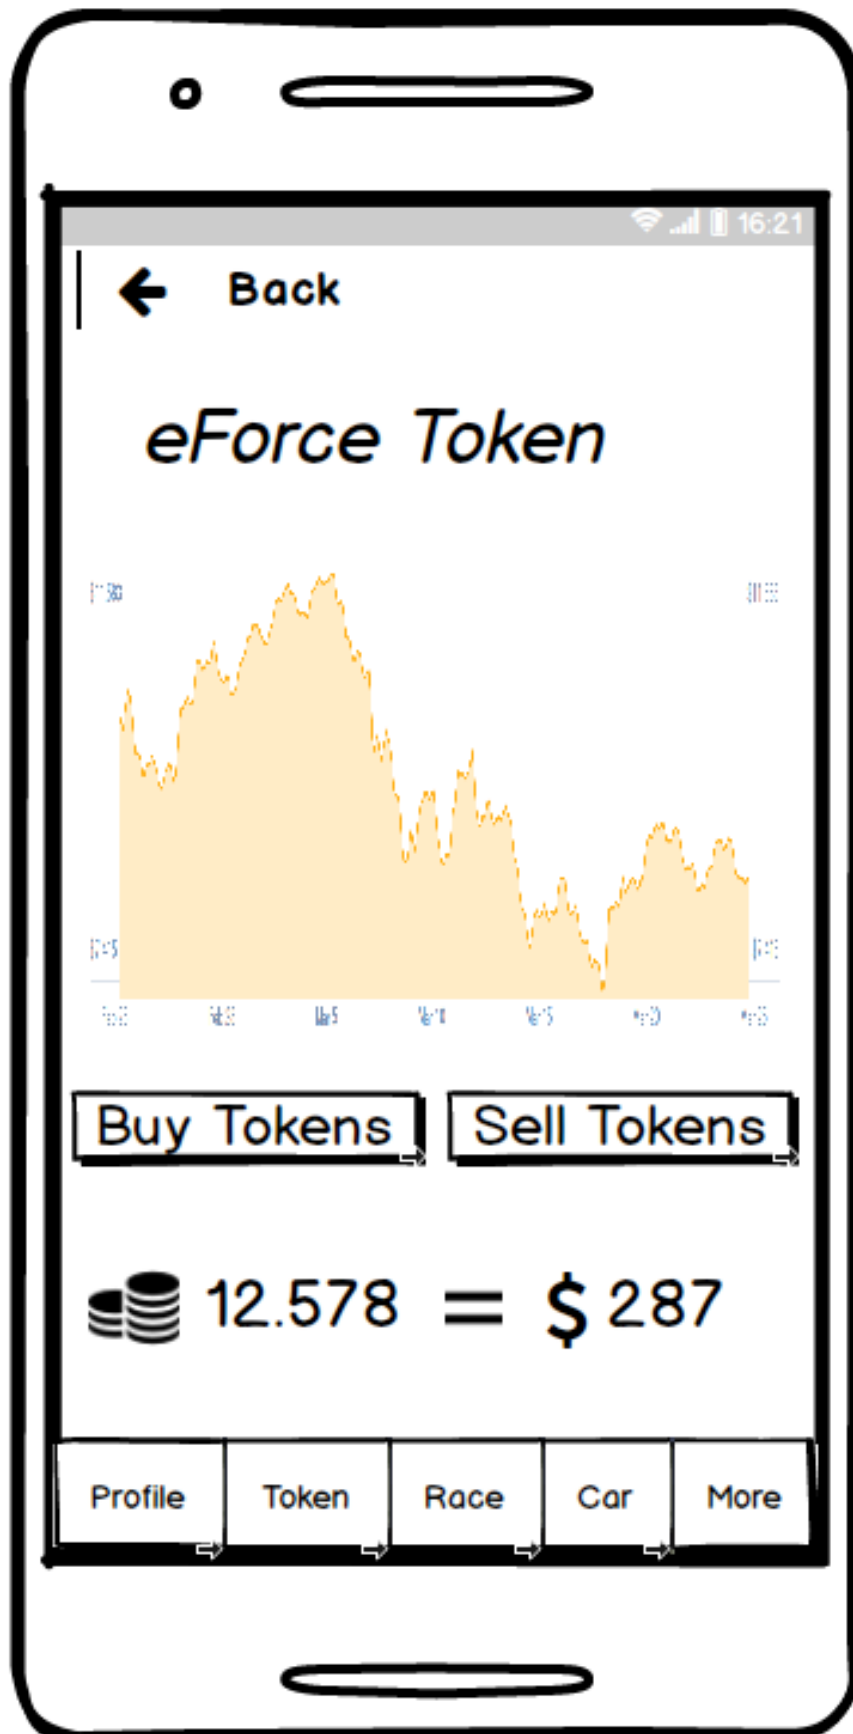 16:21
Back
eForce Token
Buy Tokens Sell Tokens
12.578 = $ 287
Profile Token Race Car More